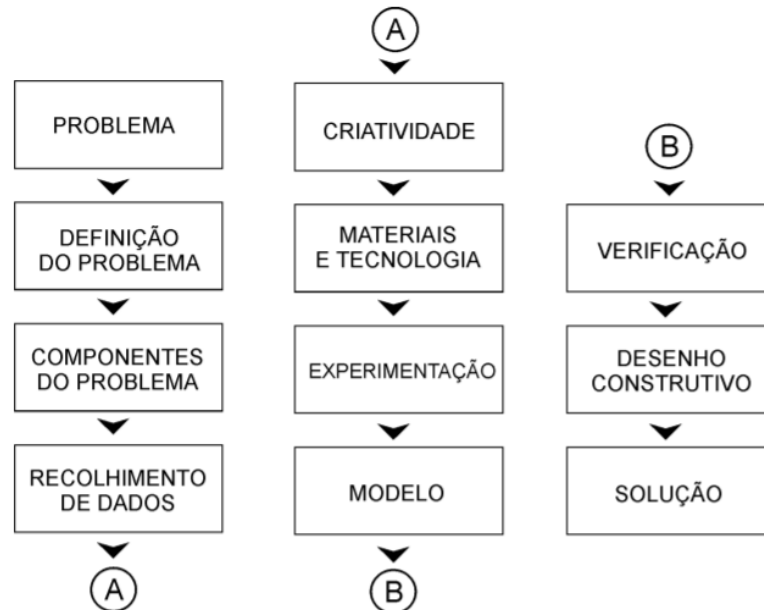 PROBLEMA
DEFINIÇÃO
DO PROBLEMA
COMPONENTES
DO PROBLEMA
RECOLHIMENTO
DE DADOS
A
A
CRIATIVIDADE
MATERIAIS
E TECNOLOGIA
EXPERIMENTAÇÃO
MODELO
B
B
VERIFICAÇÃO
DESENHO
CONSTRUTIVO
SOLUÇÃO